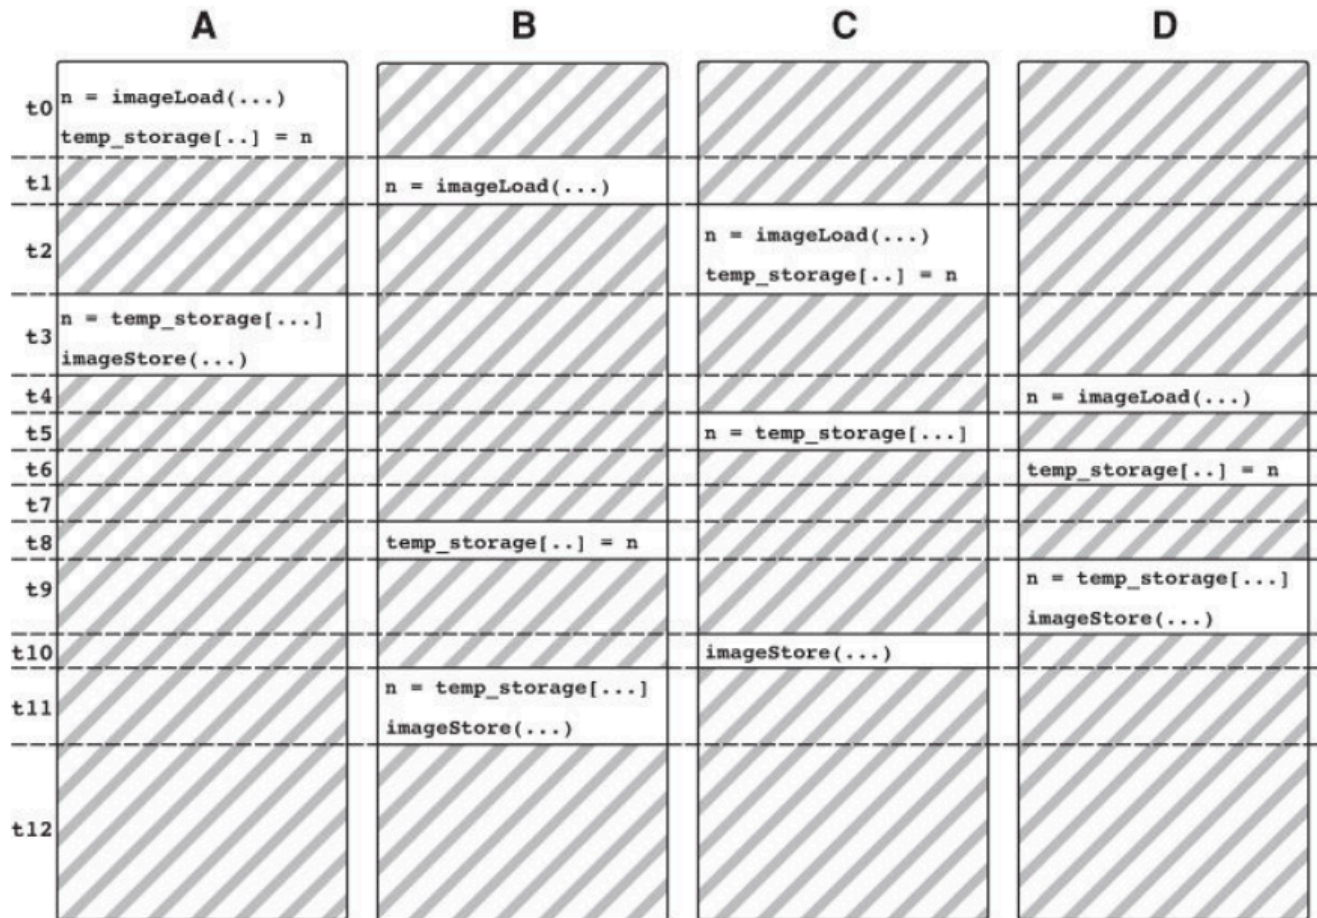 A B C D
t0
n = imageLoad(...)
temp_storage[..] = n
t1
n = imageLoad(...)
t2
n = imageLoad(...)
temp_storage[..] = n
t3
n = temp_storage[...]
imageStore(...)
t4
n = imageLoad(...)
t5
n = temp_storage[...]
t6
temp_storage[..] = n
t7
t8
temp_storage[..] = n
t9
n = temp_storage[...]
imageStore(...)
t10
imageStore(...)
t11
n = temp_storage[...]
imageStore(...)
t12